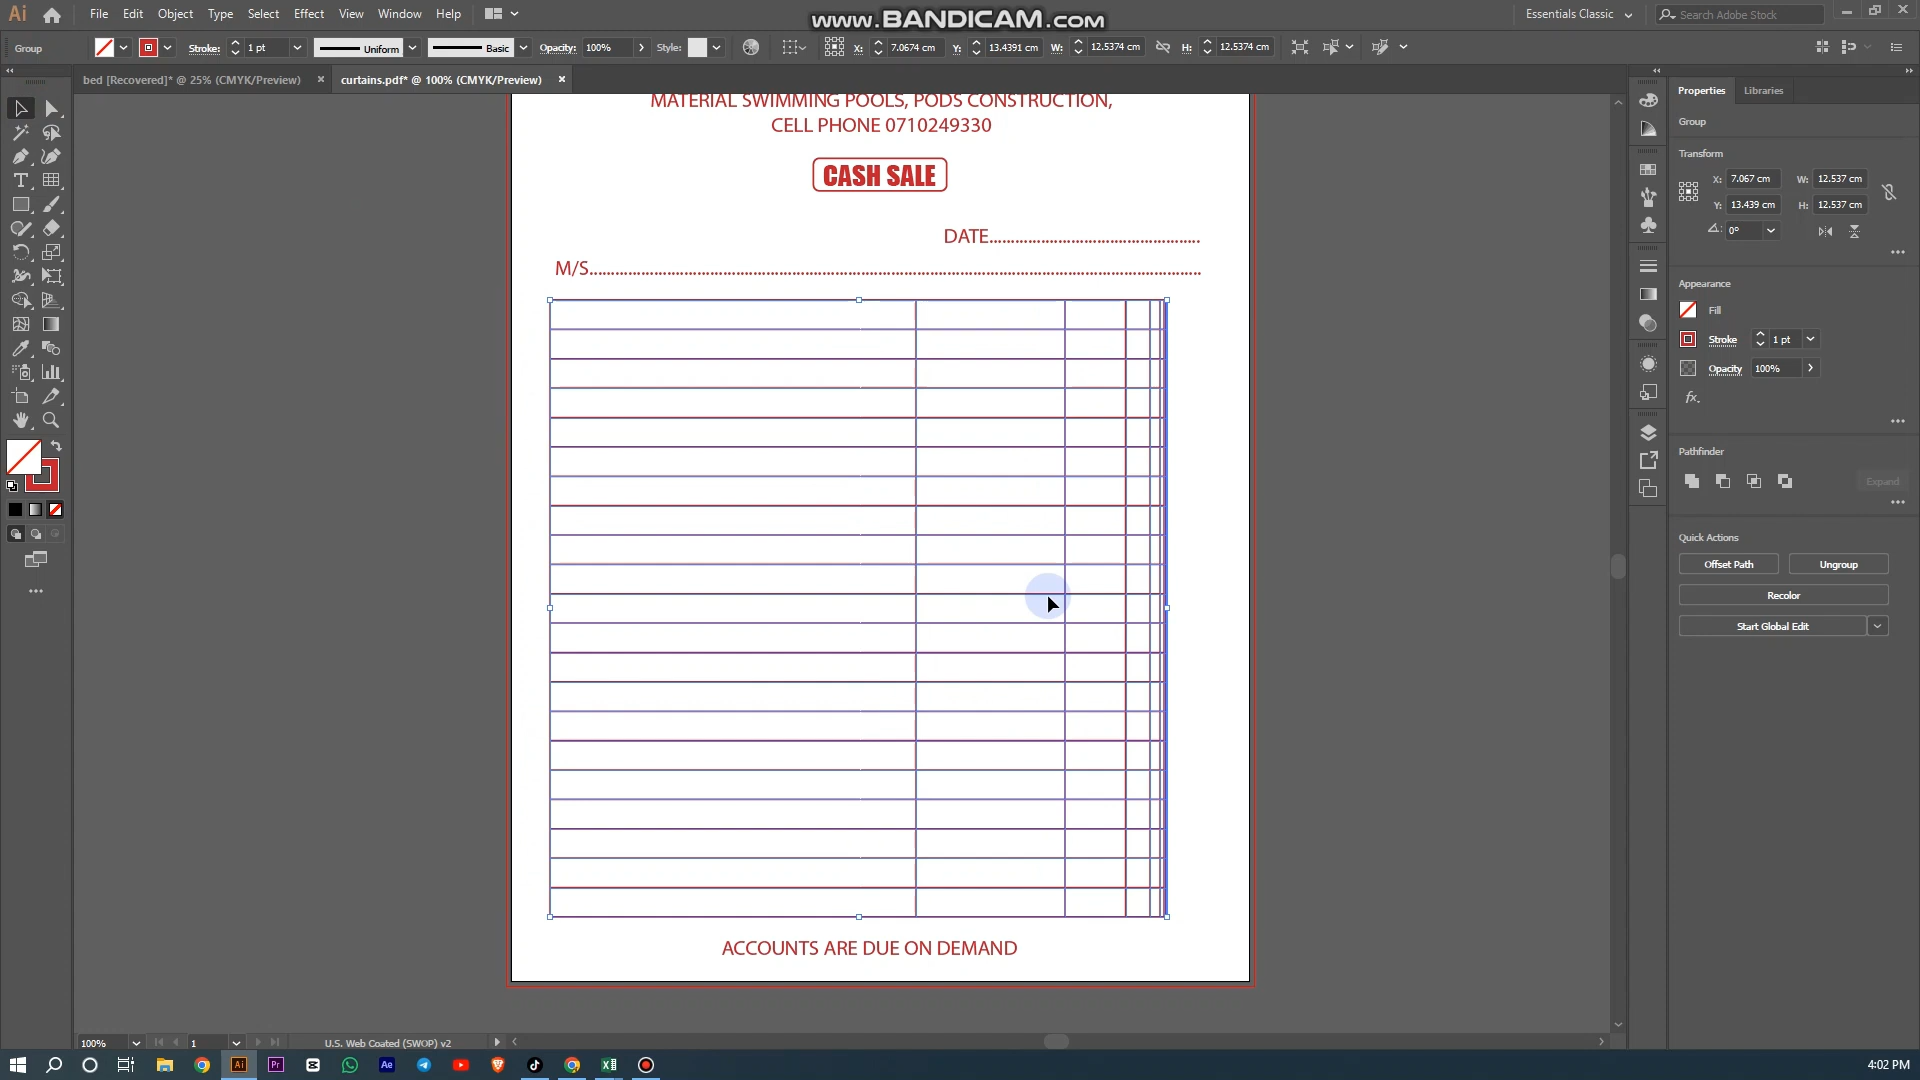 Ai File Edit Object Type Select Effect View Window Help www.BANDICAM.com Essentials Classic Search Adobe Stock
Group Stroke: 1 pt Uniform Basic Opacity: 100% Style: X: 7.0674 cm Y: 13.4391 cm W: 12.5374 cm H: 12.5374 cm
bed [Recovered]* @ 25% (CMYK/Preview) × curtains.pdf* @ 100% (CMYK/Preview) ×
Properties Libraries
Group
Transform
X: 7.067 cm W: 12.537 cm
Y: 13.439 cm H: 12.537 cm
0°
Appearance
Fill
Stroke 1 pt
Opacity 100%
fx.
Pathfinder
Expand
Quick Actions
Offset Path Ungroup
Recolor
Start Global Edit
MATERIAL SWIMMING POOLS, PODS CONSTRUCTION,
CELL PHONE 0710249330
CASH SALE
DATE................................................
M/S................................................................................................................................................
ACCOUNTS ARE DUE ON DEMAND
100% 1 U.S. Web Coated (SWOP) v2
Ai Pr Ae 4:02 PM